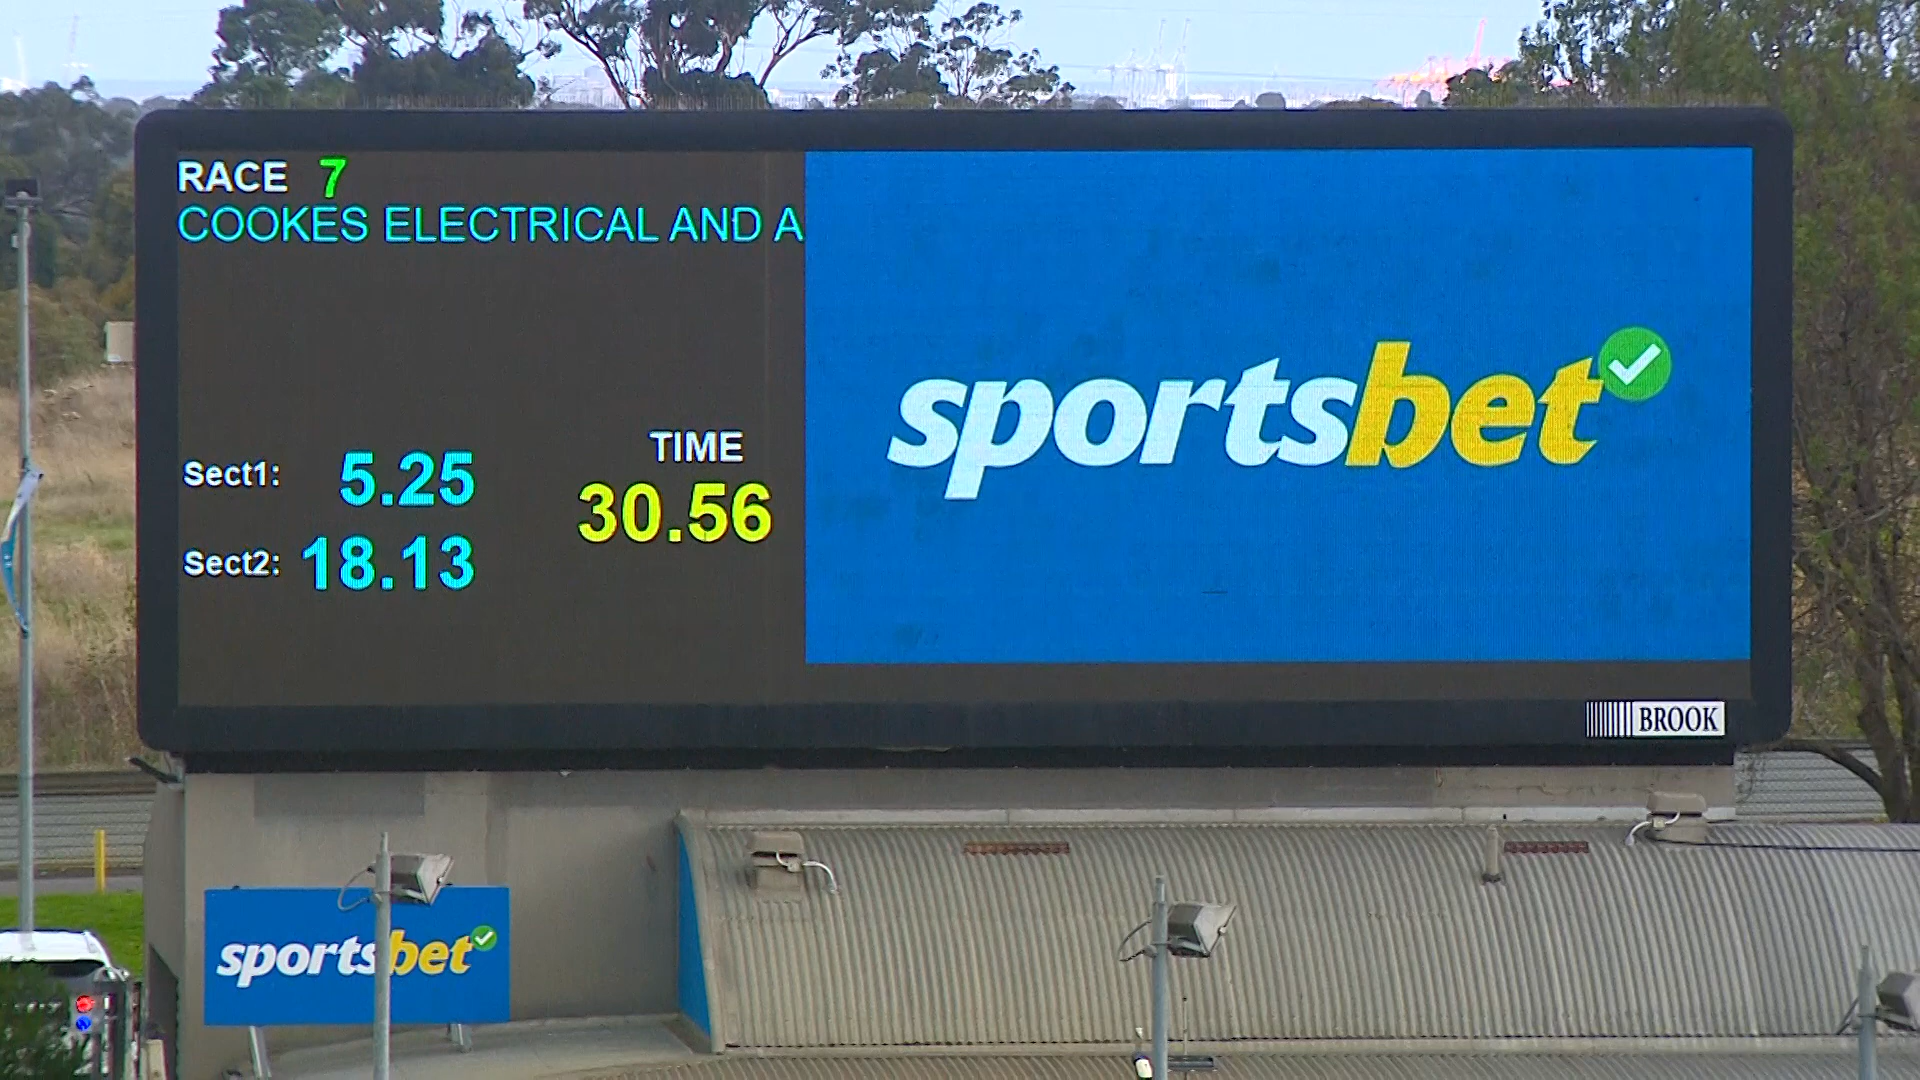 RACE 7
COOKES ELECTRICAL AND A
TIME
Sect1: 5.25
30.56
Sect2: 18.13
sportsbet
BROOK
sportsbet